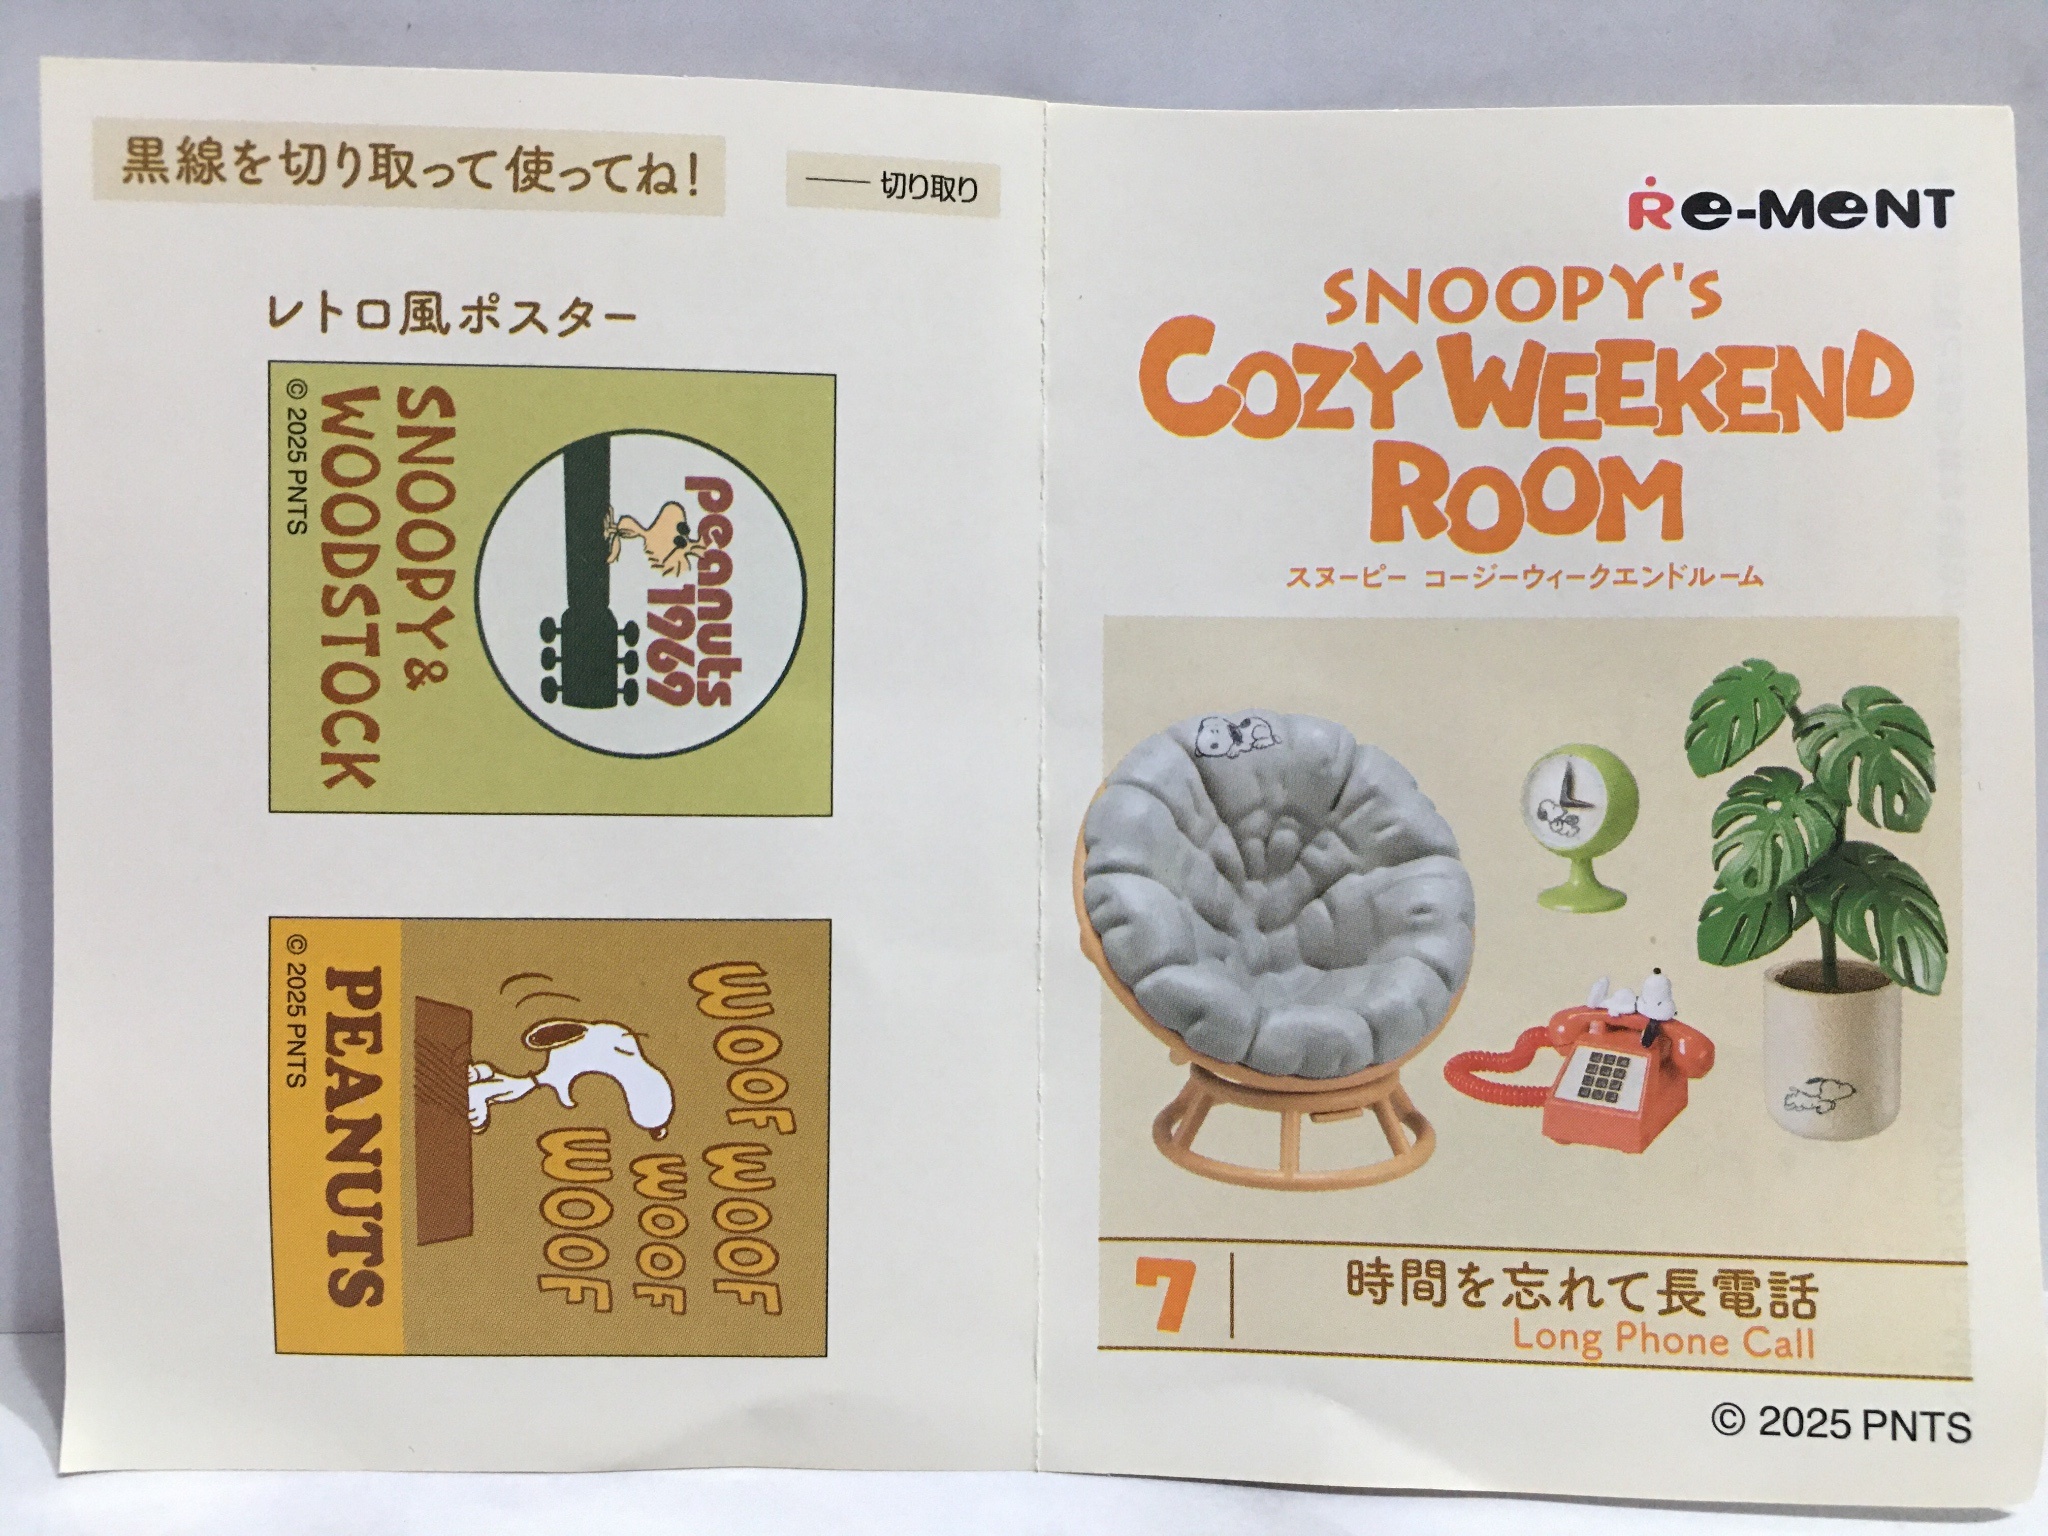 黒線を切り取って使ってね！
切り取り
レトロ風ポスター
peanuts
1969
SNOOPY &
WOODSTOCK
© 2025 PNTS
WOOF WOOF
WOOF
WOOF
PEANUTS
© 2025 PNTS
Re-MeNT
SNOOPY's
COZY WEEKEND
ROOM
スヌーピー コージーウィークエンドルーム
7
時間を忘れて長電話
Long Phone Call
© 2025 PNTS